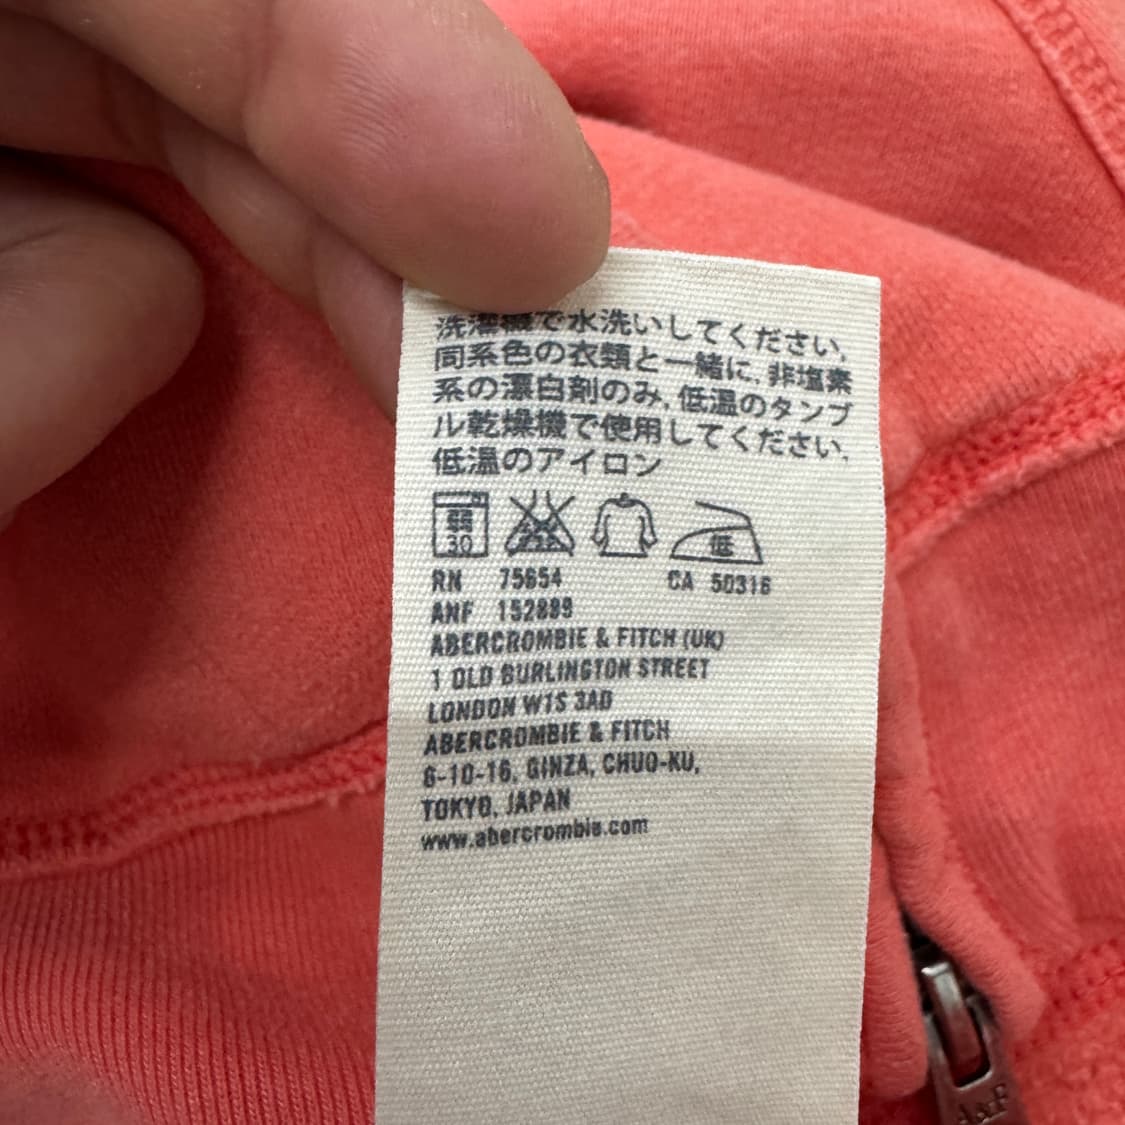 洗濯機で水洗いしてください。
同系色の衣類と一緒に、非塩素
系の漂白剤のみ、低温のタンブ
ル乾燥機で使用してください。
低温のアイロン
弱 30 低
RN 75654 CA 50316
ANF 152889
ABERCROMBIE & FITCH (UK)
1 OLD BURLINGTON STREET
LONDON W1S 3AD
ABERCROMBIE & FITCH
6-10-16, GINZA, CHUO-KU,
TOKYO, JAPAN
www.abercrombie.com
A&F